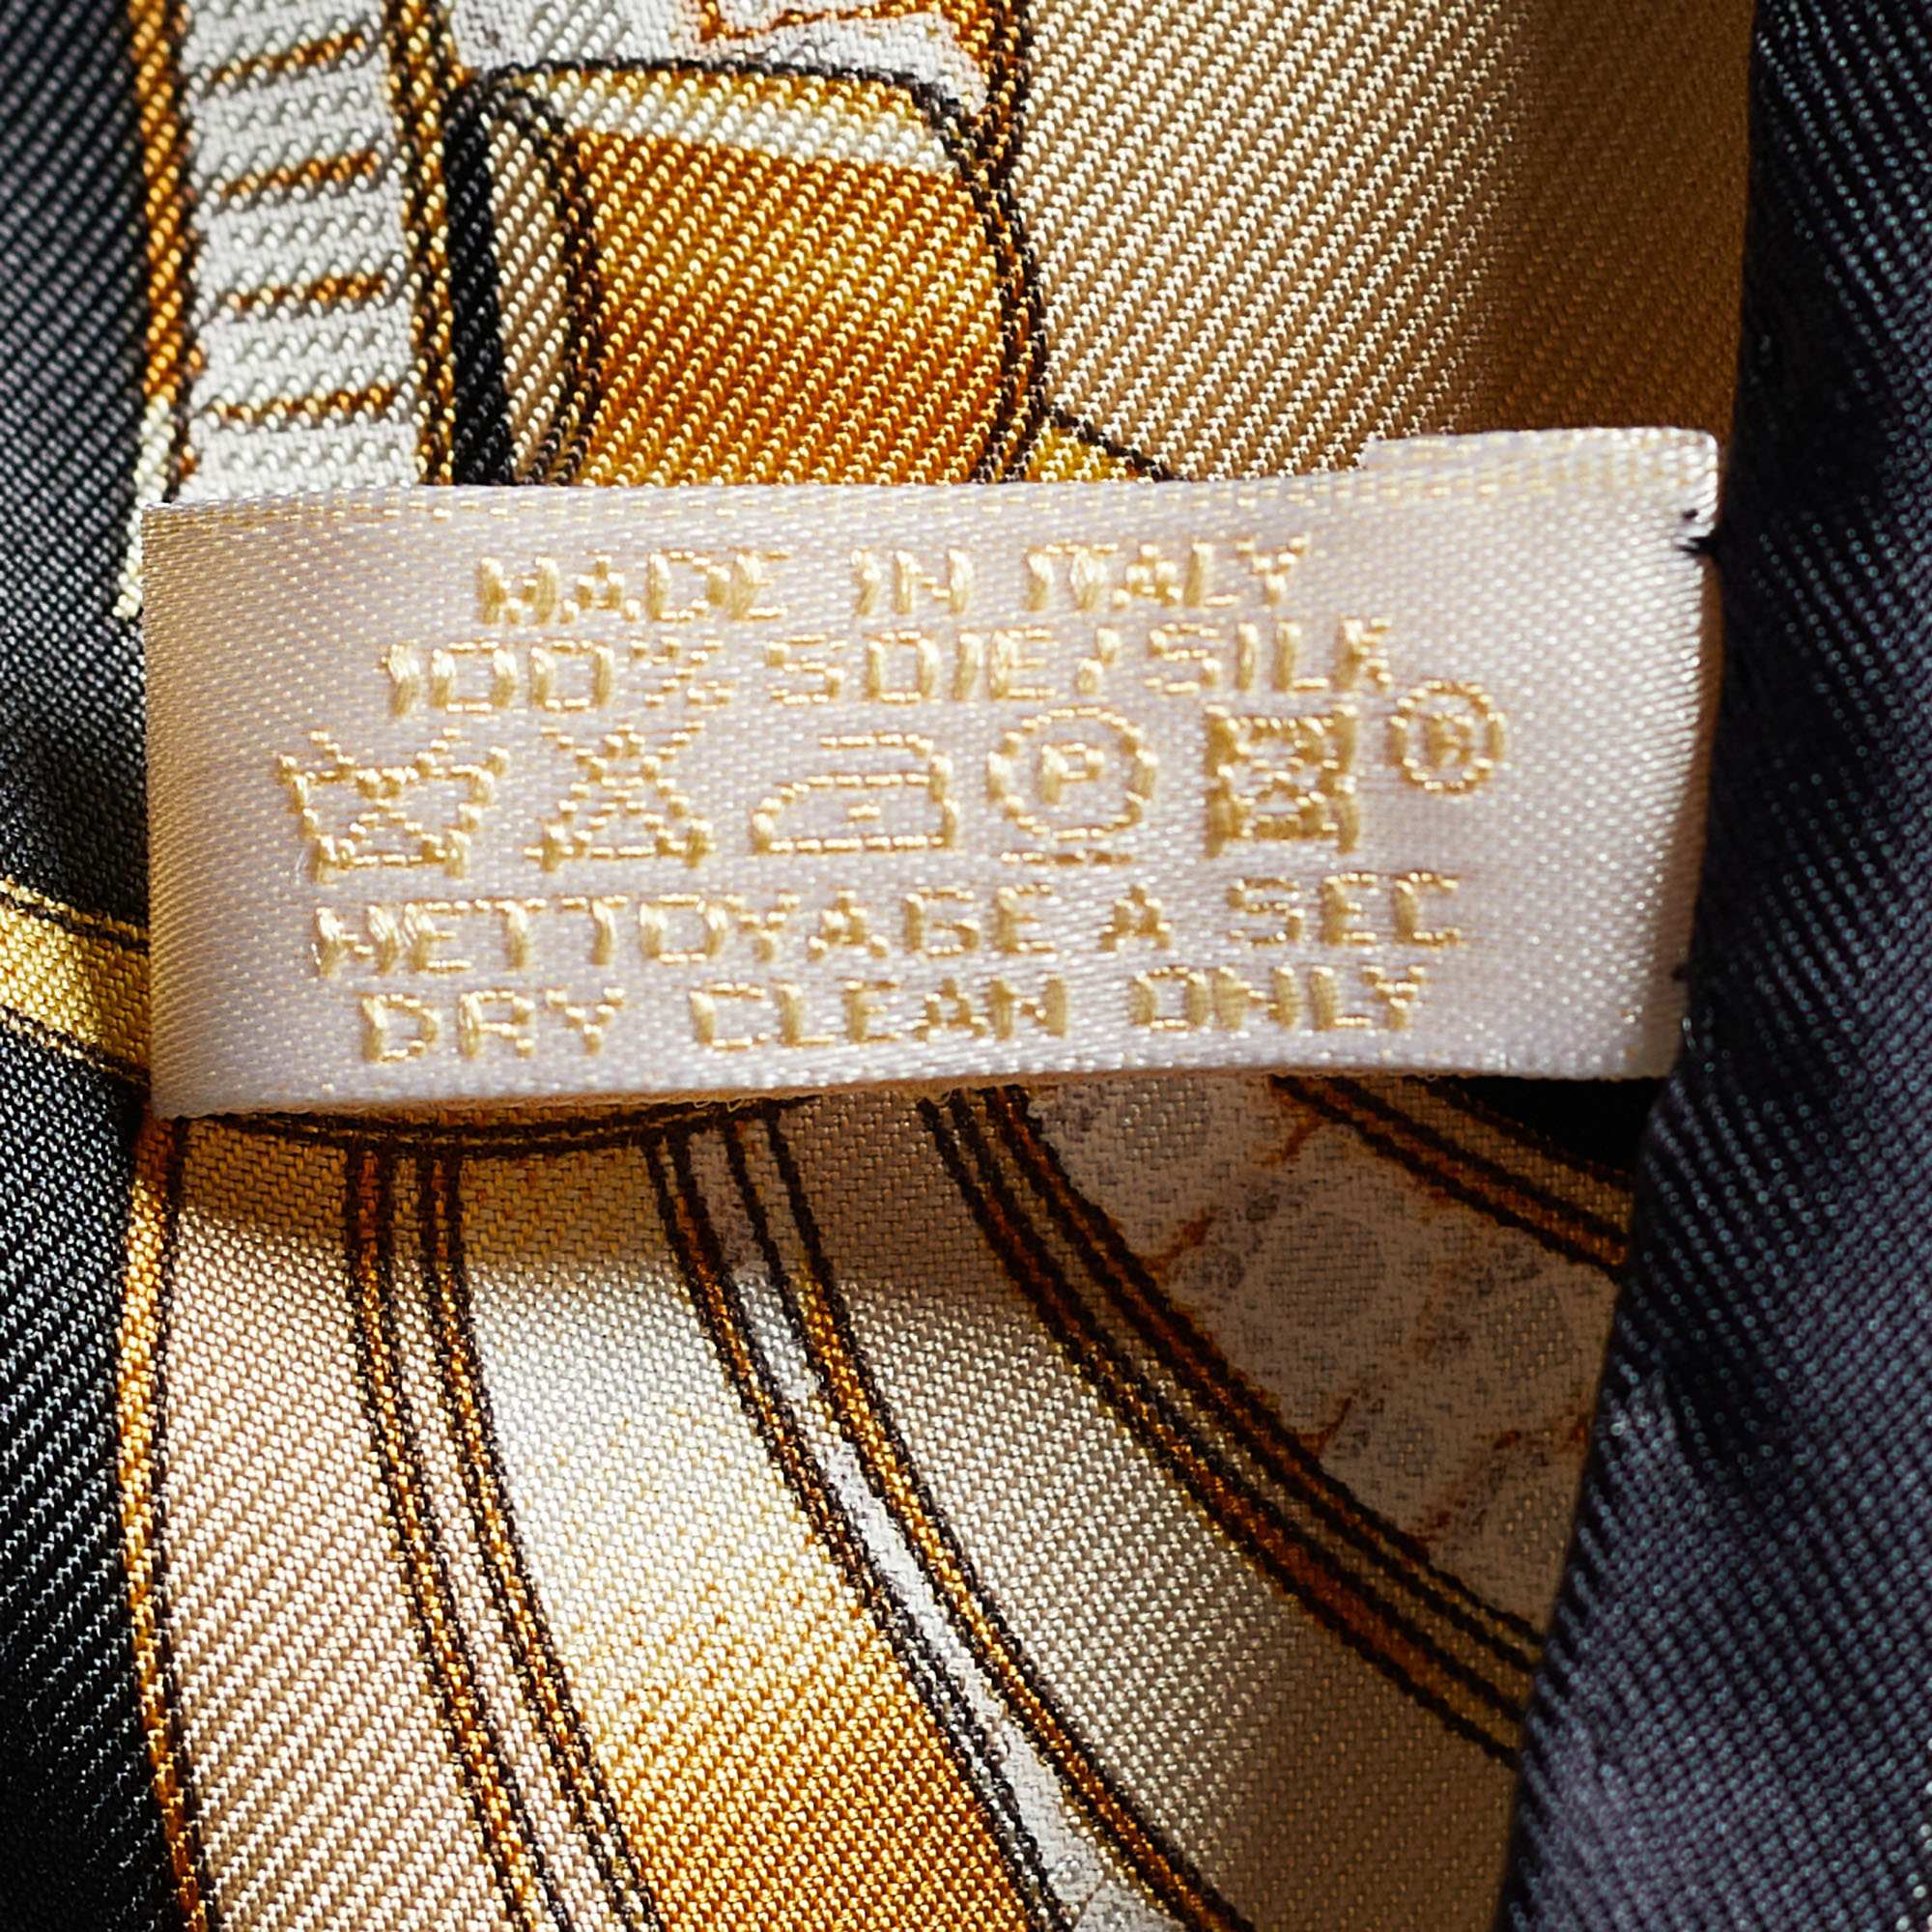 MADE IN ITALY
100% SOIE/SILK
P ®
NETTOYAGE A SEC
DRY CLEAN ONLY